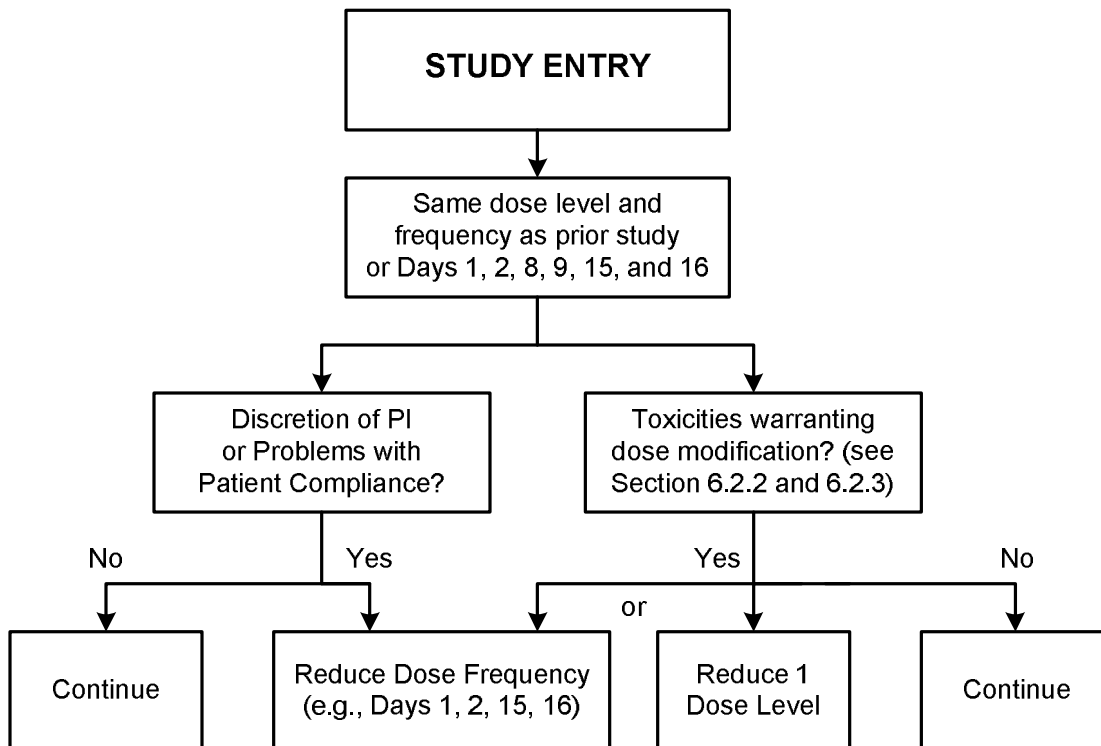 STUDY ENTRY
Same dose level and
frequency as prior study
or Days 1, 2, 8, 9, 15, and 16
Discretion of PI
or Problems with
Patient Compliance?
Toxicities warranting
dose modification? (see
Section 6.2.2 and 6.2.3)
No
Yes
Yes
No
or
Continue
Reduce Dose Frequency
(e.g., Days 1, 2, 15, 16)
Reduce 1
Dose Level
Continue